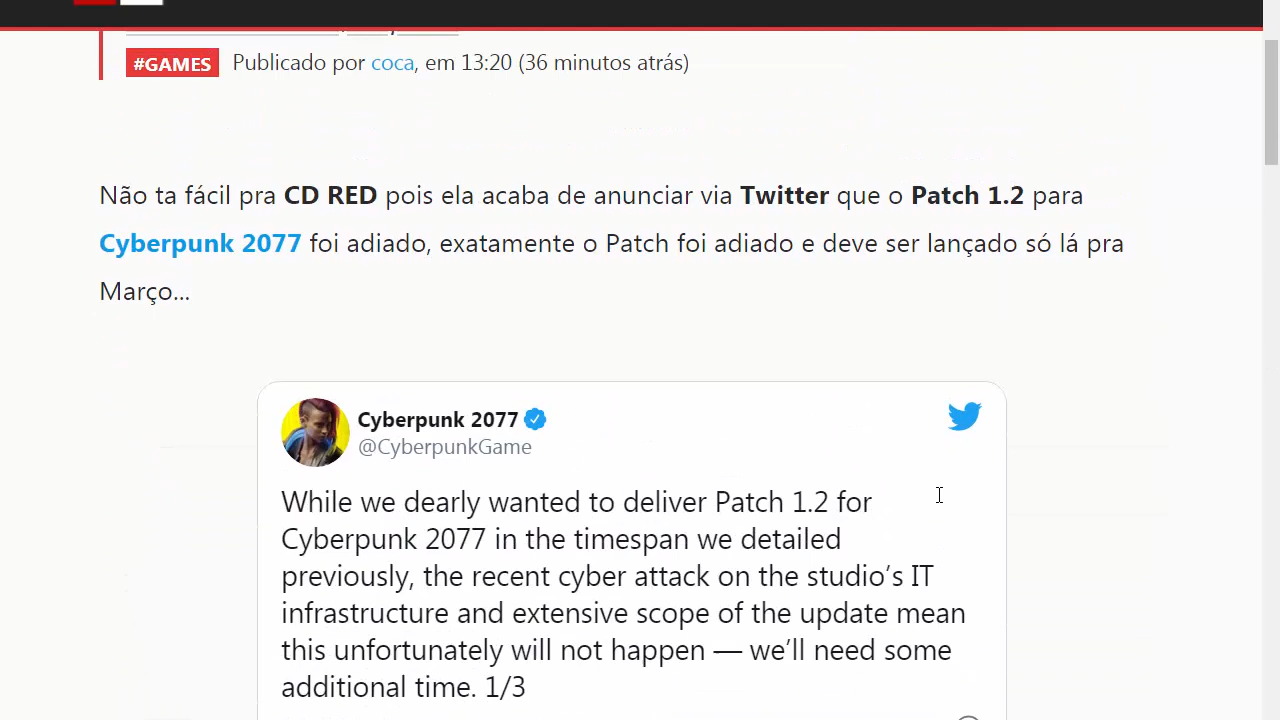 #GAMES Publicado por coca, em 13:20 (36 minutos atrás)
Não ta fácil pra CD RED pois ela acaba de anunciar via Twitter que o Patch 1.2 para
Cyberpunk 2077 foi adiado, exatamente o Patch foi adiado e deve ser lançado só lá pra
Março...
Cyberpunk 2077
@CyberpunkGame
While we dearly wanted to deliver Patch 1.2 for
Cyberpunk 2077 in the timespan we detailed
previously, the recent cyber attack on the studio’s IT
infrastructure and extensive scope of the update mean
this unfortunately will not happen — we’ll need some
additional time. 1/3